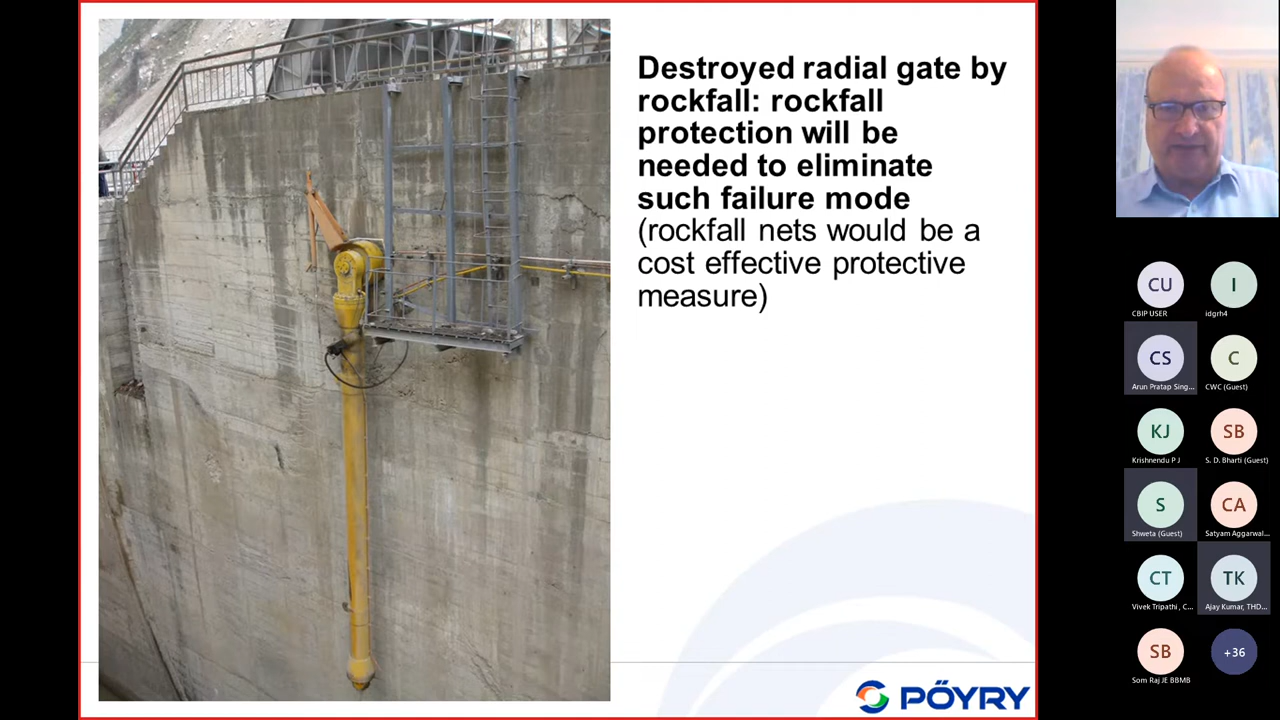 Destroyed radial gate by
rockfall: rockfall
protection will be
needed to eliminate
such failure mode
(rockfall nets would be a
cost effective protective
measure)
PÖYRY
CU
CBIP USER
I
idgrh4
CS
Arun Pratap Sing...
C
CWC (Guest)
KJ
Krishnendu P J
SB
S. D. Bharti (Guest)
S
Shweta (Guest)
CA
Satyam Aggarwal...
CT
Vivek Tripathi , C...
TK
Ajay Kumar, THD...
SB
Som Raj JE BBMB
+36